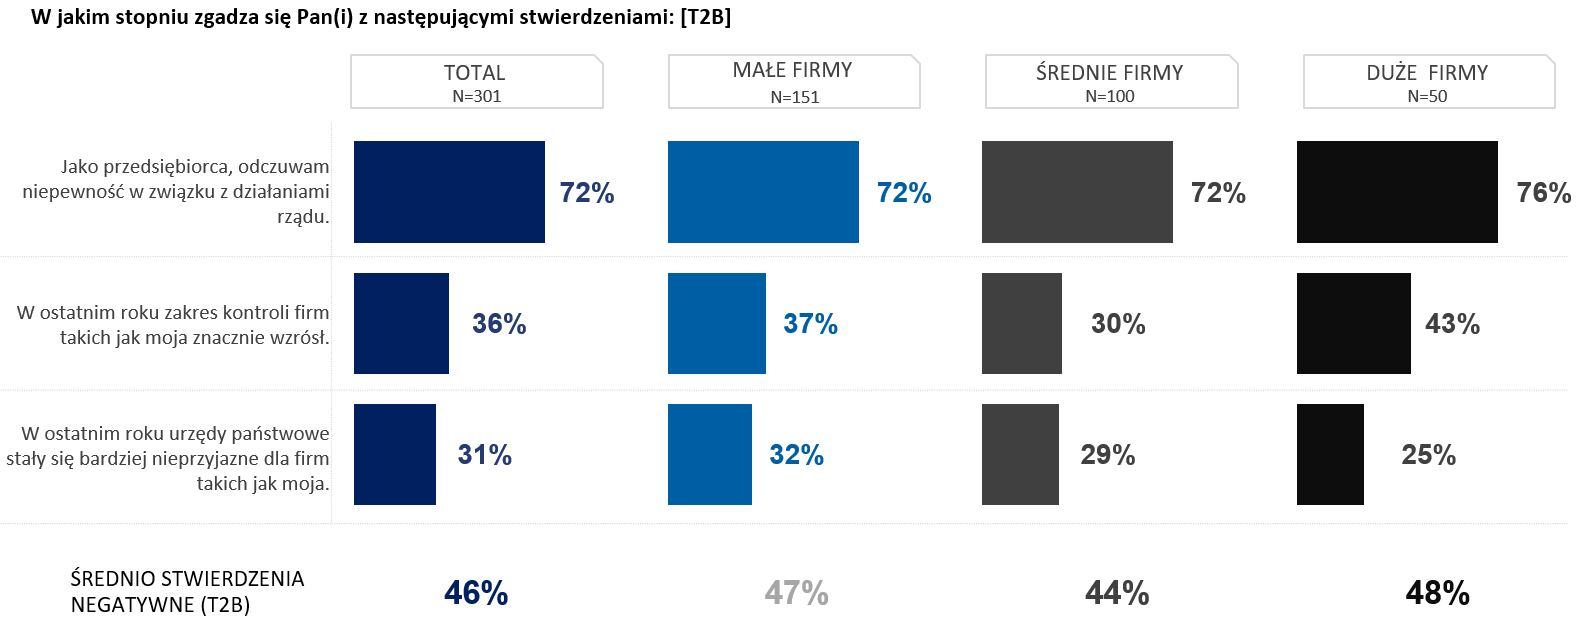 W jakim stopniu zgadza się Pan(i) z następującymi stwierdzeniami: [T2B]
TOTAL
N=301
MAŁE FIRMY
N=151
ŚREDNIE FIRMY
N=100
DUŻE FIRMY
N=50
Jako przedsiębiorca, odczuwam
niepewność w związku z działaniami
rządu.
72%
72%
72%
76%
W ostatnim roku zakres kontroli firm
takich jak moja znacznie wzrósł.
36%
37%
30%
43%
W ostatnim roku urzędy państwowe
stały się bardziej nieprzyjazne dla firm
takich jak moja.
31%
32%
29%
25%
ŚREDNIO STWIERDZENIA
NEGATYWNE (T2B)
46%
47%
44%
48%